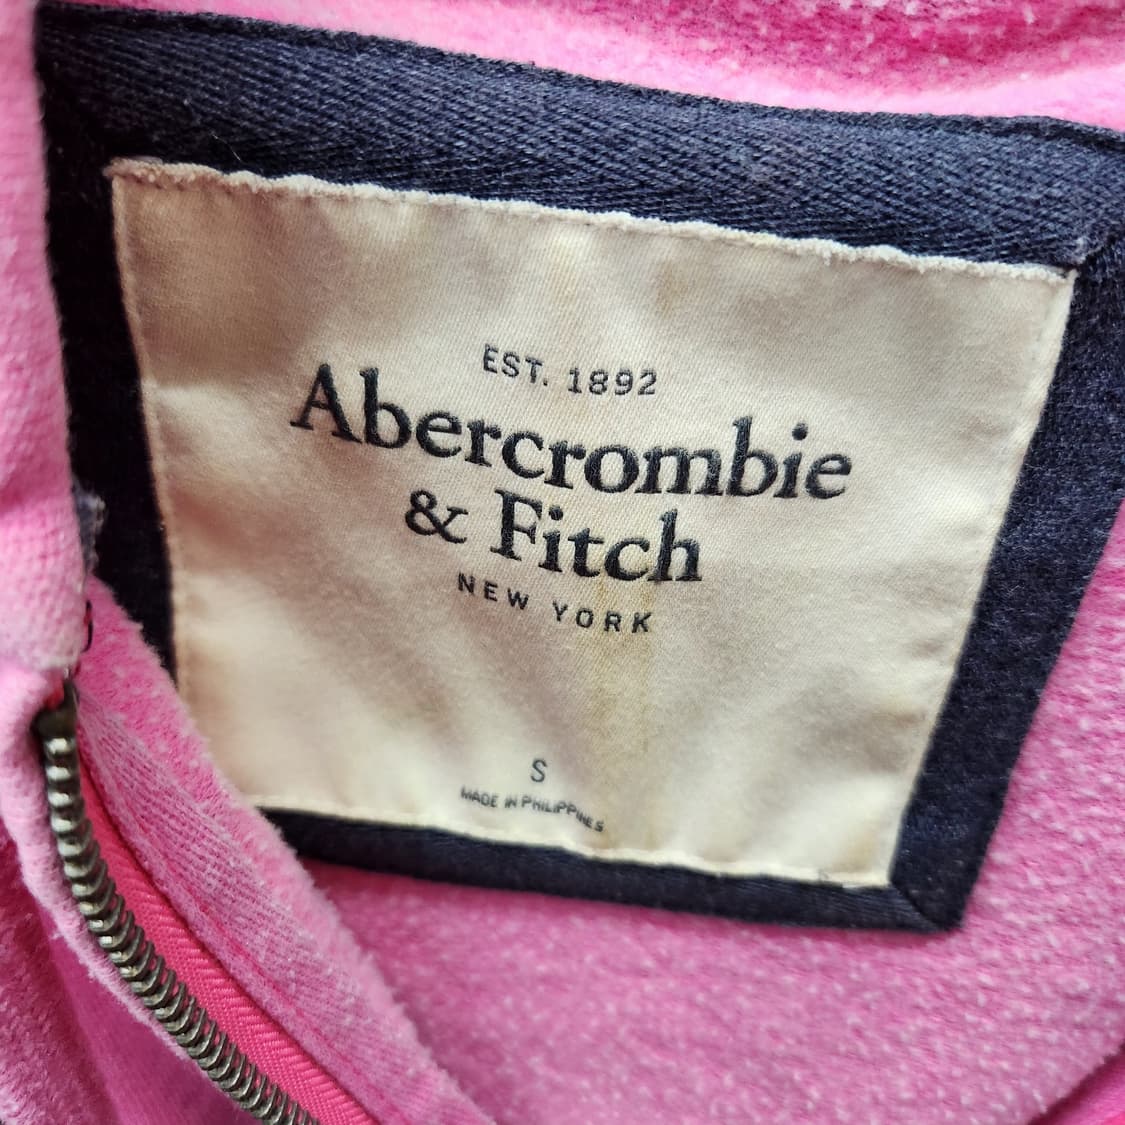 EST. 1892
Abercrombie
& Fitch
NEW YORK
S
MADE IN PHILIPPINES